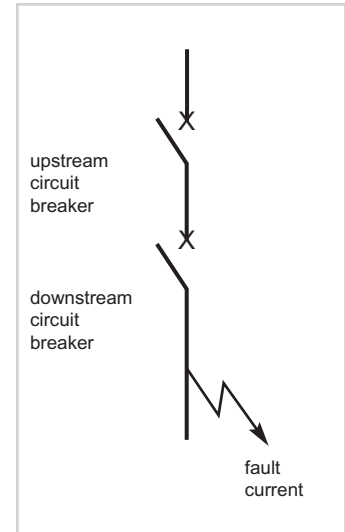 upstream
circuit
breaker
downstream
circuit
breaker
fault
current